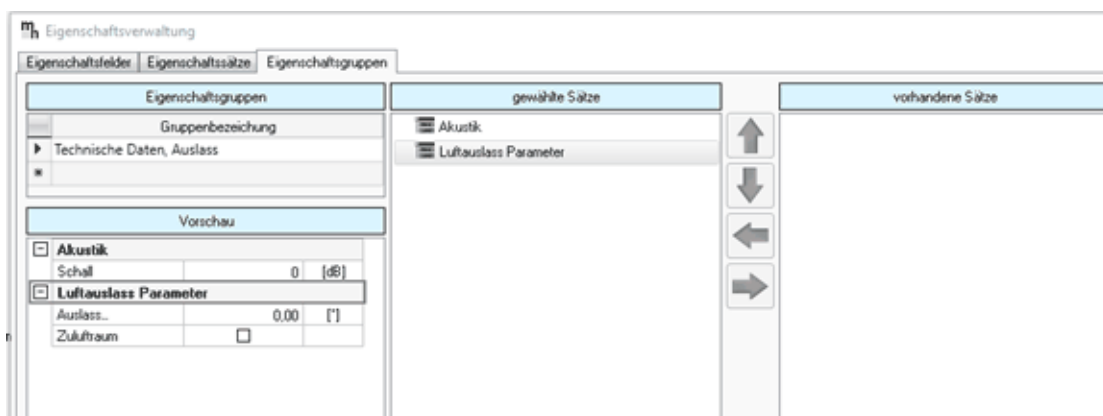 mh Eigenschaftsverwaltung
Eigenschaftsfelder Eigenschaftssätze Eigenschaftsgruppen
Eigenschaftsgruppen gewählte Sätze vorhandene Sätze
Gruppenbezeichung
Technische Daten, Auslass
Akustik
Luftauslass Parameter
Vorschau
Akustik
Schall 0 [dB]
Luftauslass Parameter
Auslass... 0,00 [°]
Zuluftraum